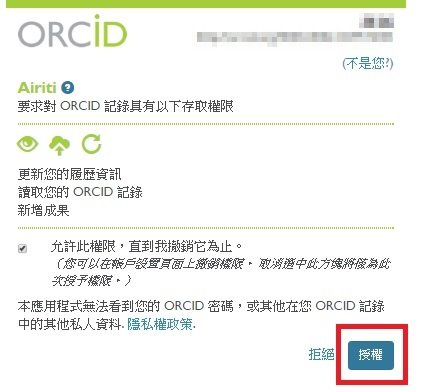 ORCiD
(不是您?)
Airiti ?
要求對 ORCID 記錄具有以下存取權限
更新您的履歷資訊
讀取您的 ORCID 記錄
新增成果
允許此權限，直到我撤銷它為止。
（您可以在帳戶設置頁面上撤銷權限。取消選中此方塊將僅為此
次授予權限。）
本應用程式無法看到您的 ORCID 密碼，或其他在您 ORCID 記錄
中的其他私人資料. 隱私權政策.
拒絕 授權